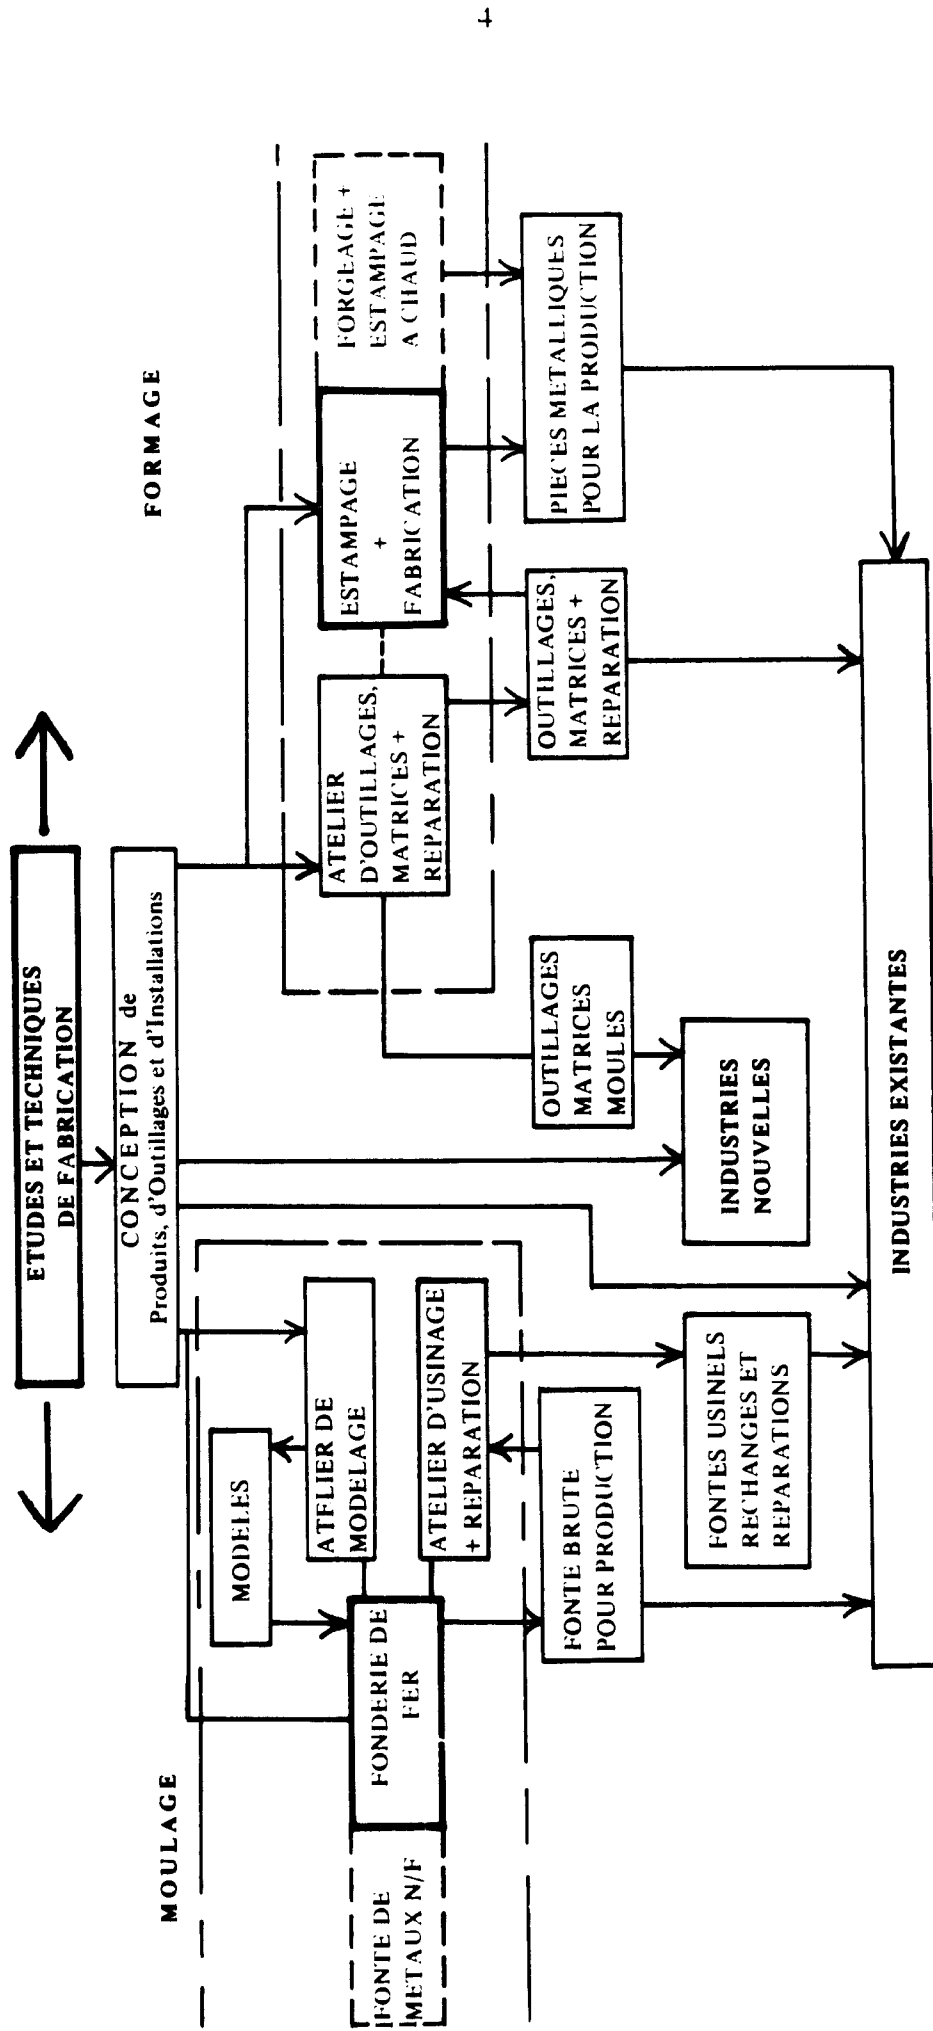 4
ETUDES ET TECHNIQUES
DE FABRICATION
CONCEPTION de
Produits, d'Outillages et d'Installations
MOULAGE
FORMAGE
MODELES
ATELIER DE
MODELAGE
FONTE DE
METAUX N/F
FONDERIE DE
FER
ATELIER D'USINAGE
+ REPARATION
FONTE BRUTE
POUR PRODUCTION
FONTES USINELS
RECHANGES ET
REPARATIONS
ATELIER
D'OUTILLAGES,
MATRICES +
REPARATION
ESTAMPAGE
+
FABRICATION
FORGEAGE +
ESTAMPAGE
A CHAUD
OUTILLAGES
MATRICES
MOULES
OUTILLAGES,
MATRICES +
REPARATION
PIECES METALLIQUES
POUR LA PRODUCTION
INDUSTRIES
NOUVELLES
INDUSTRIES EXISTANTES